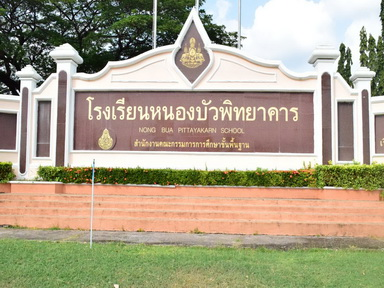 โรงเรียนหนองบัวพิทยาคาร
NONG BUA PITTAYAKARN SCHOOL
สำนักงานคณะกรรมการการศึกษาขั้นพื้นฐาน